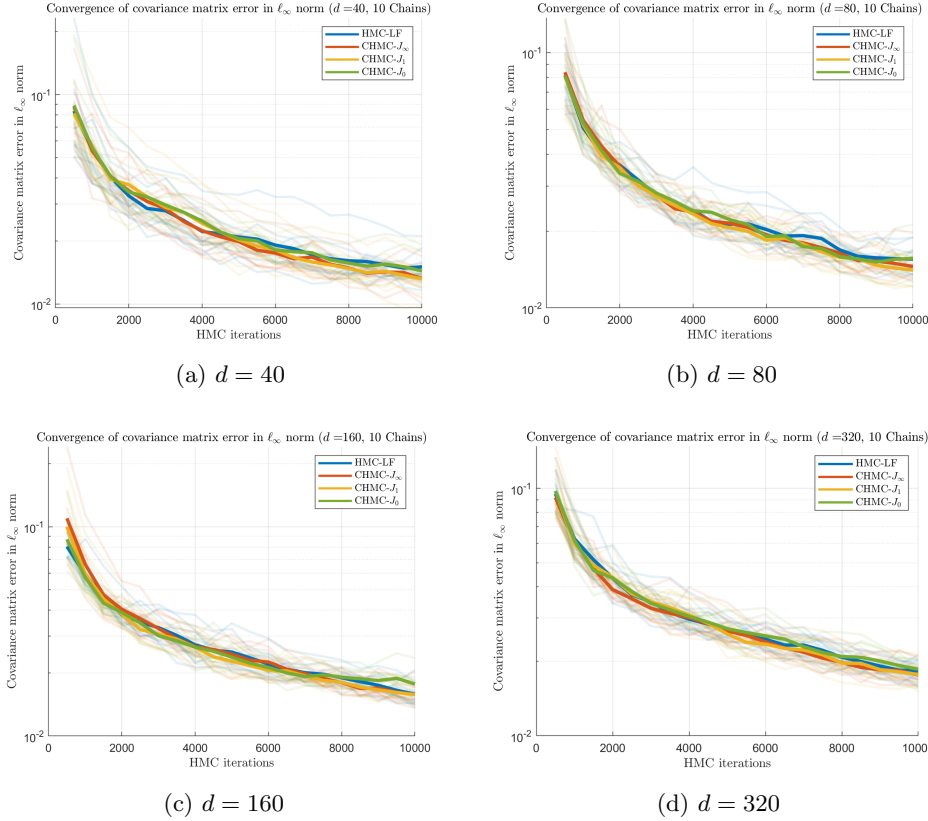 Convergence of covariance matrix error in ℓ∞ norm (d =40, 10 Chains)
HMC-LF
CHMC-J∞
CHMC-J₁
CHMC-J₀
Covariance matrix error in ℓ∞ norm
10⁻¹
10⁻²
0 2000 4000 6000 8000 10000
HMC iterations
(a) d = 40
Convergence of covariance matrix error in ℓ∞ norm (d =80, 10 Chains)
HMC-LF
CHMC-J∞
CHMC-J₁
CHMC-J₀
Covariance matrix error in ℓ∞ norm
10⁻¹
10⁻²
0 2000 4000 6000 8000 10000
HMC iterations
(b) d = 80
Convergence of covariance matrix error in ℓ∞ norm (d =160, 10 Chains)
HMC-LF
CHMC-J∞
CHMC-J₁
CHMC-J₀
Covariance matrix error in ℓ∞ norm
10⁻¹
10⁻²
0 2000 4000 6000 8000 10000
HMC iterations
(c) d = 160
Convergence of covariance matrix error in ℓ∞ norm (d =320, 10 Chains)
HMC-LF
CHMC-J∞
CHMC-J₁
CHMC-J₀
Covariance matrix error in ℓ∞ norm
10⁻¹
10⁻²
0 2000 4000 6000 8000 1000
HMC iterations
(d) d = 320